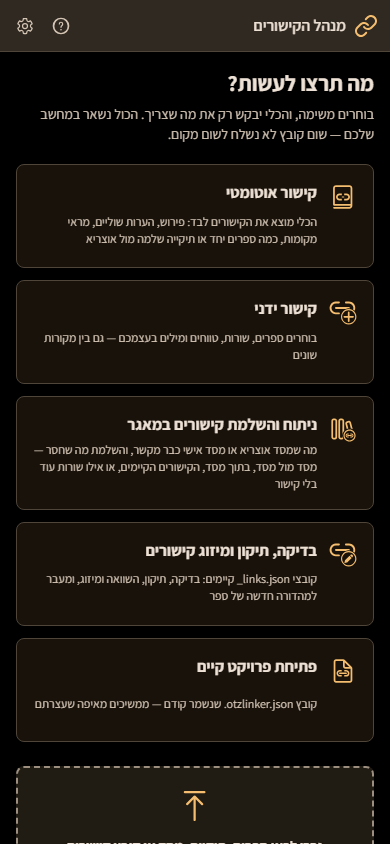 מנהל הקישורים
מה תרצו לעשות?
בוחרים משימה, והכלי יבקש רק את מה שצריך. הכול נשאר במחשב
שלכם — שום קובץ לא נשלח לשום מקום.
קישור אוטומטי
הכלי מוצא את הקישורים לבד: פירוש, הערות שוליים, מראי
מקומות, כמה ספרים יחד או תיקייה שלמה מול אוצריא
קישור ידני
בוחרים ספרים, שורות, טווחים ומילים בעצמכם — גם בין מקורות
שונים
ניתוח והשלמת קישורים במאגר
מה שמסד אוצריא או מסד אישי כבר מקשר, והשלמת מה שחסר —
מסד מול מסד, בתוך מסד, הקישורים הקיימים, או אילו שורות עוד
בלי קישור
בדיקה, תיקון ומיזוג קישורים
קובצי links.json_ קיימים: בדיקה, תיקון, השוואה ומיזוג, ומעבר
למהדורה חדשה של ספר
פתיחת פרויקט קיים
קובץ otzlinker.json. שנשמר קודם — ממשיכים מאיפה שעצרתם